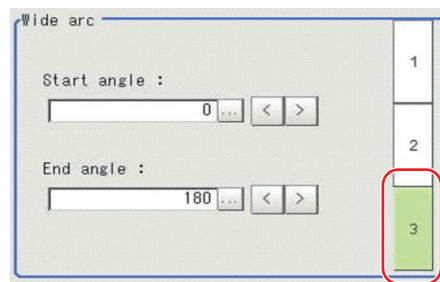 Wide arc
1
Start angle :
0 ... < >
2
End angle :
180 ... < >
3